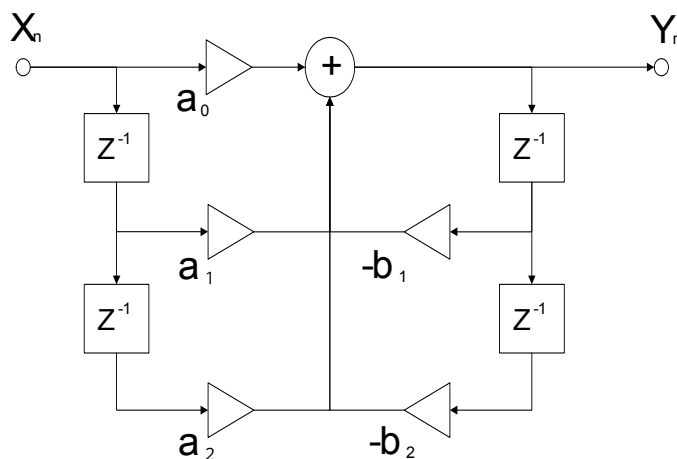 Xₙ
Yₙ
+
a₀
Z⁻¹
Z⁻¹
a₁
-b₁
Z⁻¹
Z⁻¹
a₂
-b₂